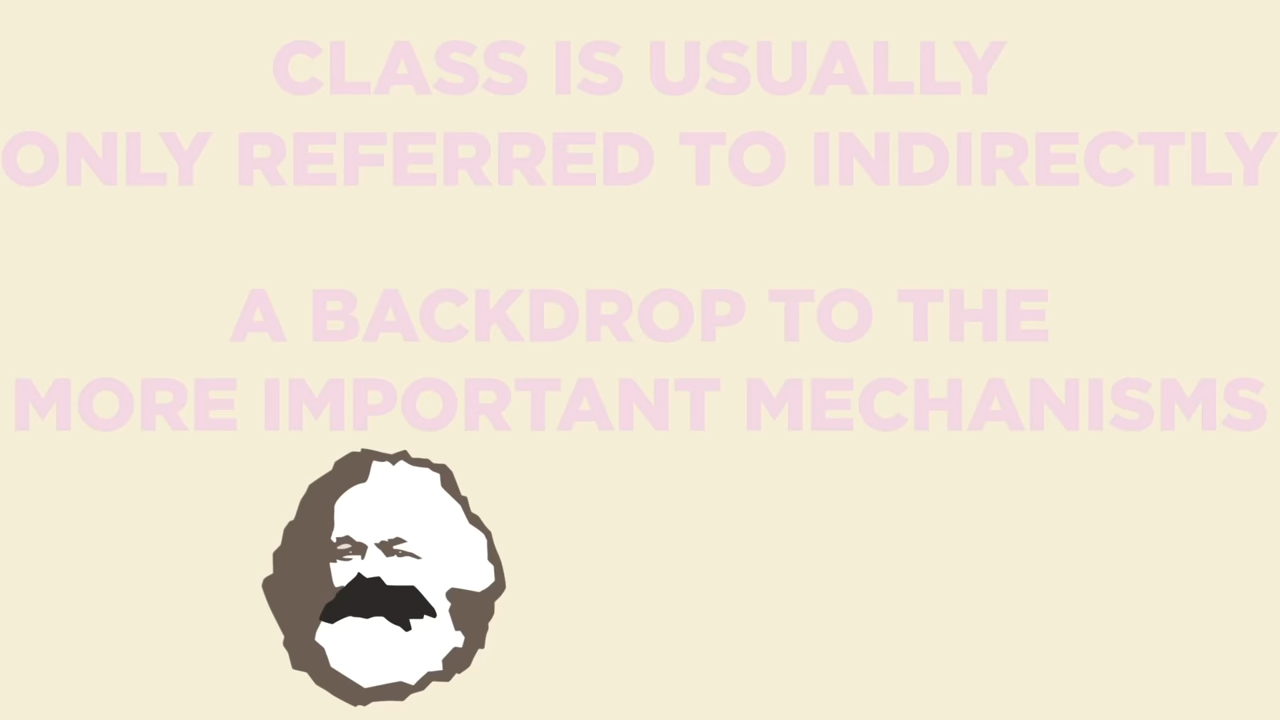 CLASS IS USUALLY
ONLY REFERRED TO INDIRECTLY
A BACKDROP TO THE
MORE IMPORTANT MECHANISMS